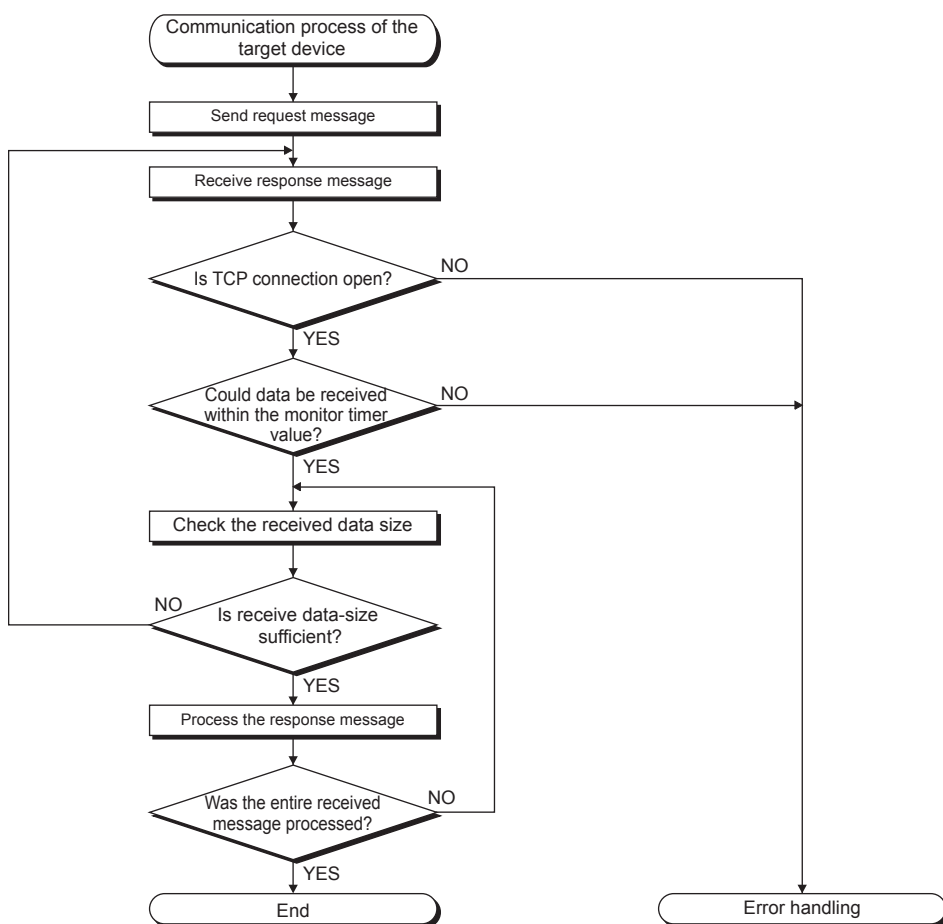 Communication process of the
target device
Send request message
Receive response message
Is TCP connection open?
NO
YES
Could data be received
within the monitor timer
value?
NO
YES
Check the received data size
NO
Is receive data-size
sufficient?
YES
Process the response message
Was the entire received
message processed?
NO
YES
End
Error handling